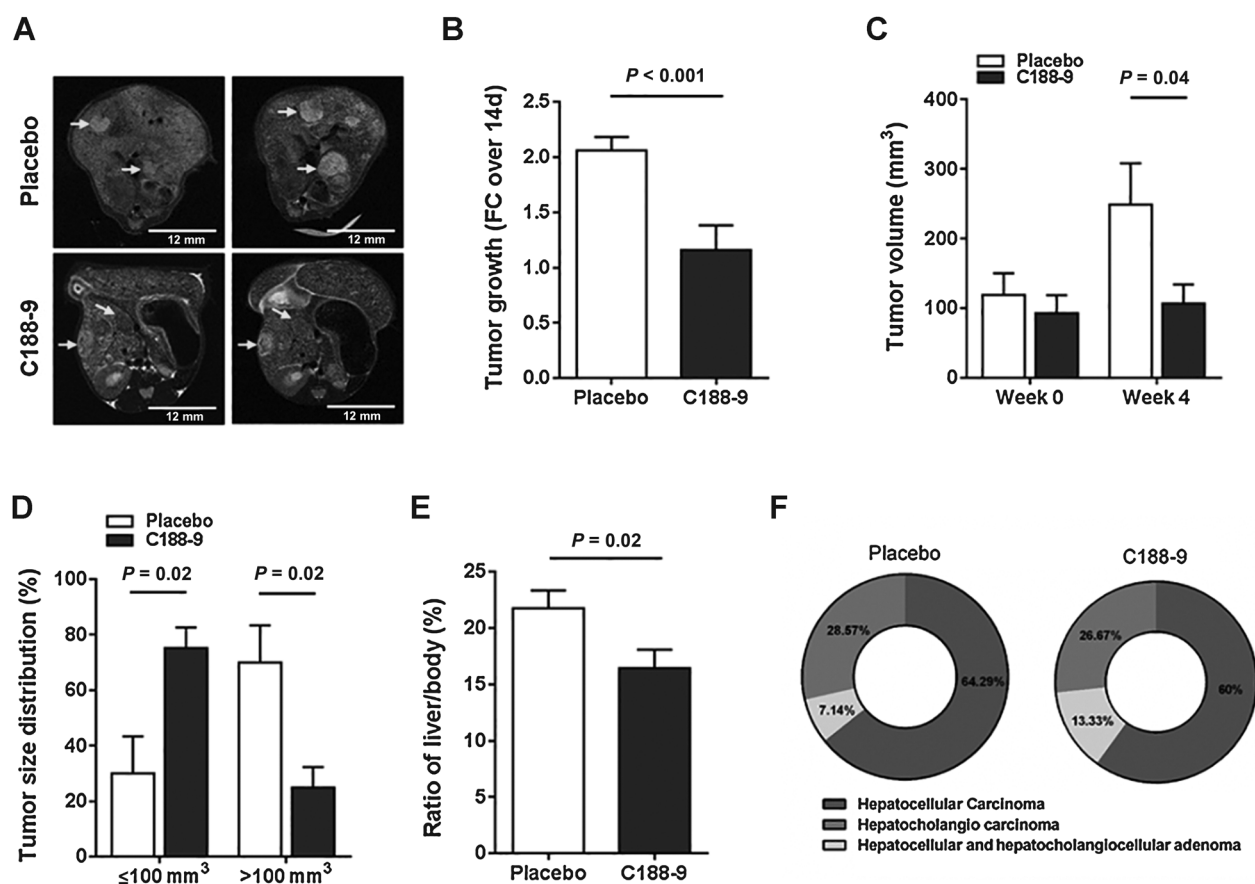 A
Placebo
12 mm
12 mm
C188-9
12 mm
12 mm
B
P < 0.001
Tumor growth (FC over 14d)
2.5
2.0
1.5
1.0
0.5
0.0
Placebo
C188-9
C
Placebo
C188-9
P = 0.04
Tumor volume (mm³)
400
300
200
100
0
Week 0
Week 4
D
Placebo
C188-9
P = 0.02
P = 0.02
Tumor size distribution (%)
100
80
60
40
20
0
≤100 mm³
>100 mm³
E
P = 0.02
Ratio of liver/body (%)
25
20
15
10
5
0
Placebo
C188-9
F
Placebo
28.57%
64.29%
7.14%
C188-9
26.67%
60%
13.33%
Hepatocellular Carcinoma
Hepatocholangio carcinoma
Hepatocellular and hepatocholangiocellular adenoma